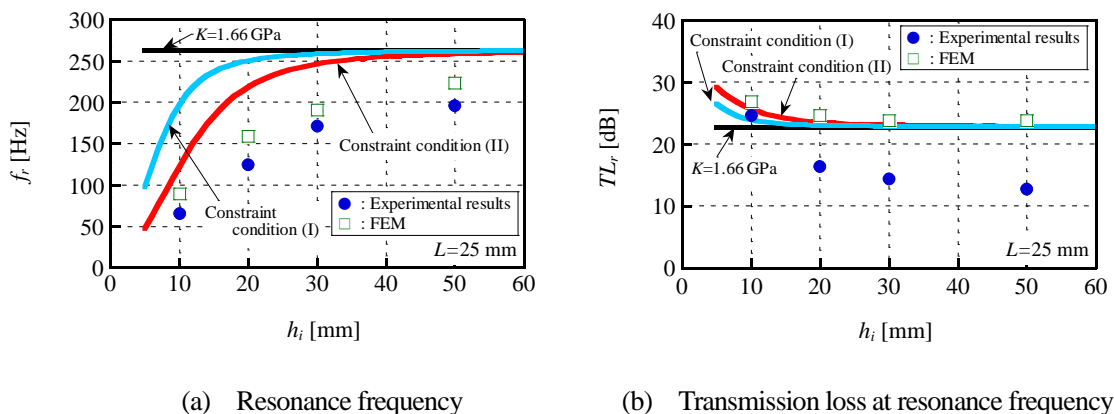 300
250
200
150
100
50
0
f_r [Hz]
K=1.66 GPa
Constraint condition (II)
Constraint
condition (I)
: Experimental results
: FEM
L=25 mm
0 10 20 30 40 50 60
h_i [mm]
(a) Resonance frequency
40
30
20
10
0
TL_r [dB]
Constraint condition (I)
Constraint condition (II)
: Experimental results
: FEM
K=1.66 GPa
L=25 mm
0 10 20 30 40 50 60
h_i [mm]
(b) Transmission loss at resonance frequency